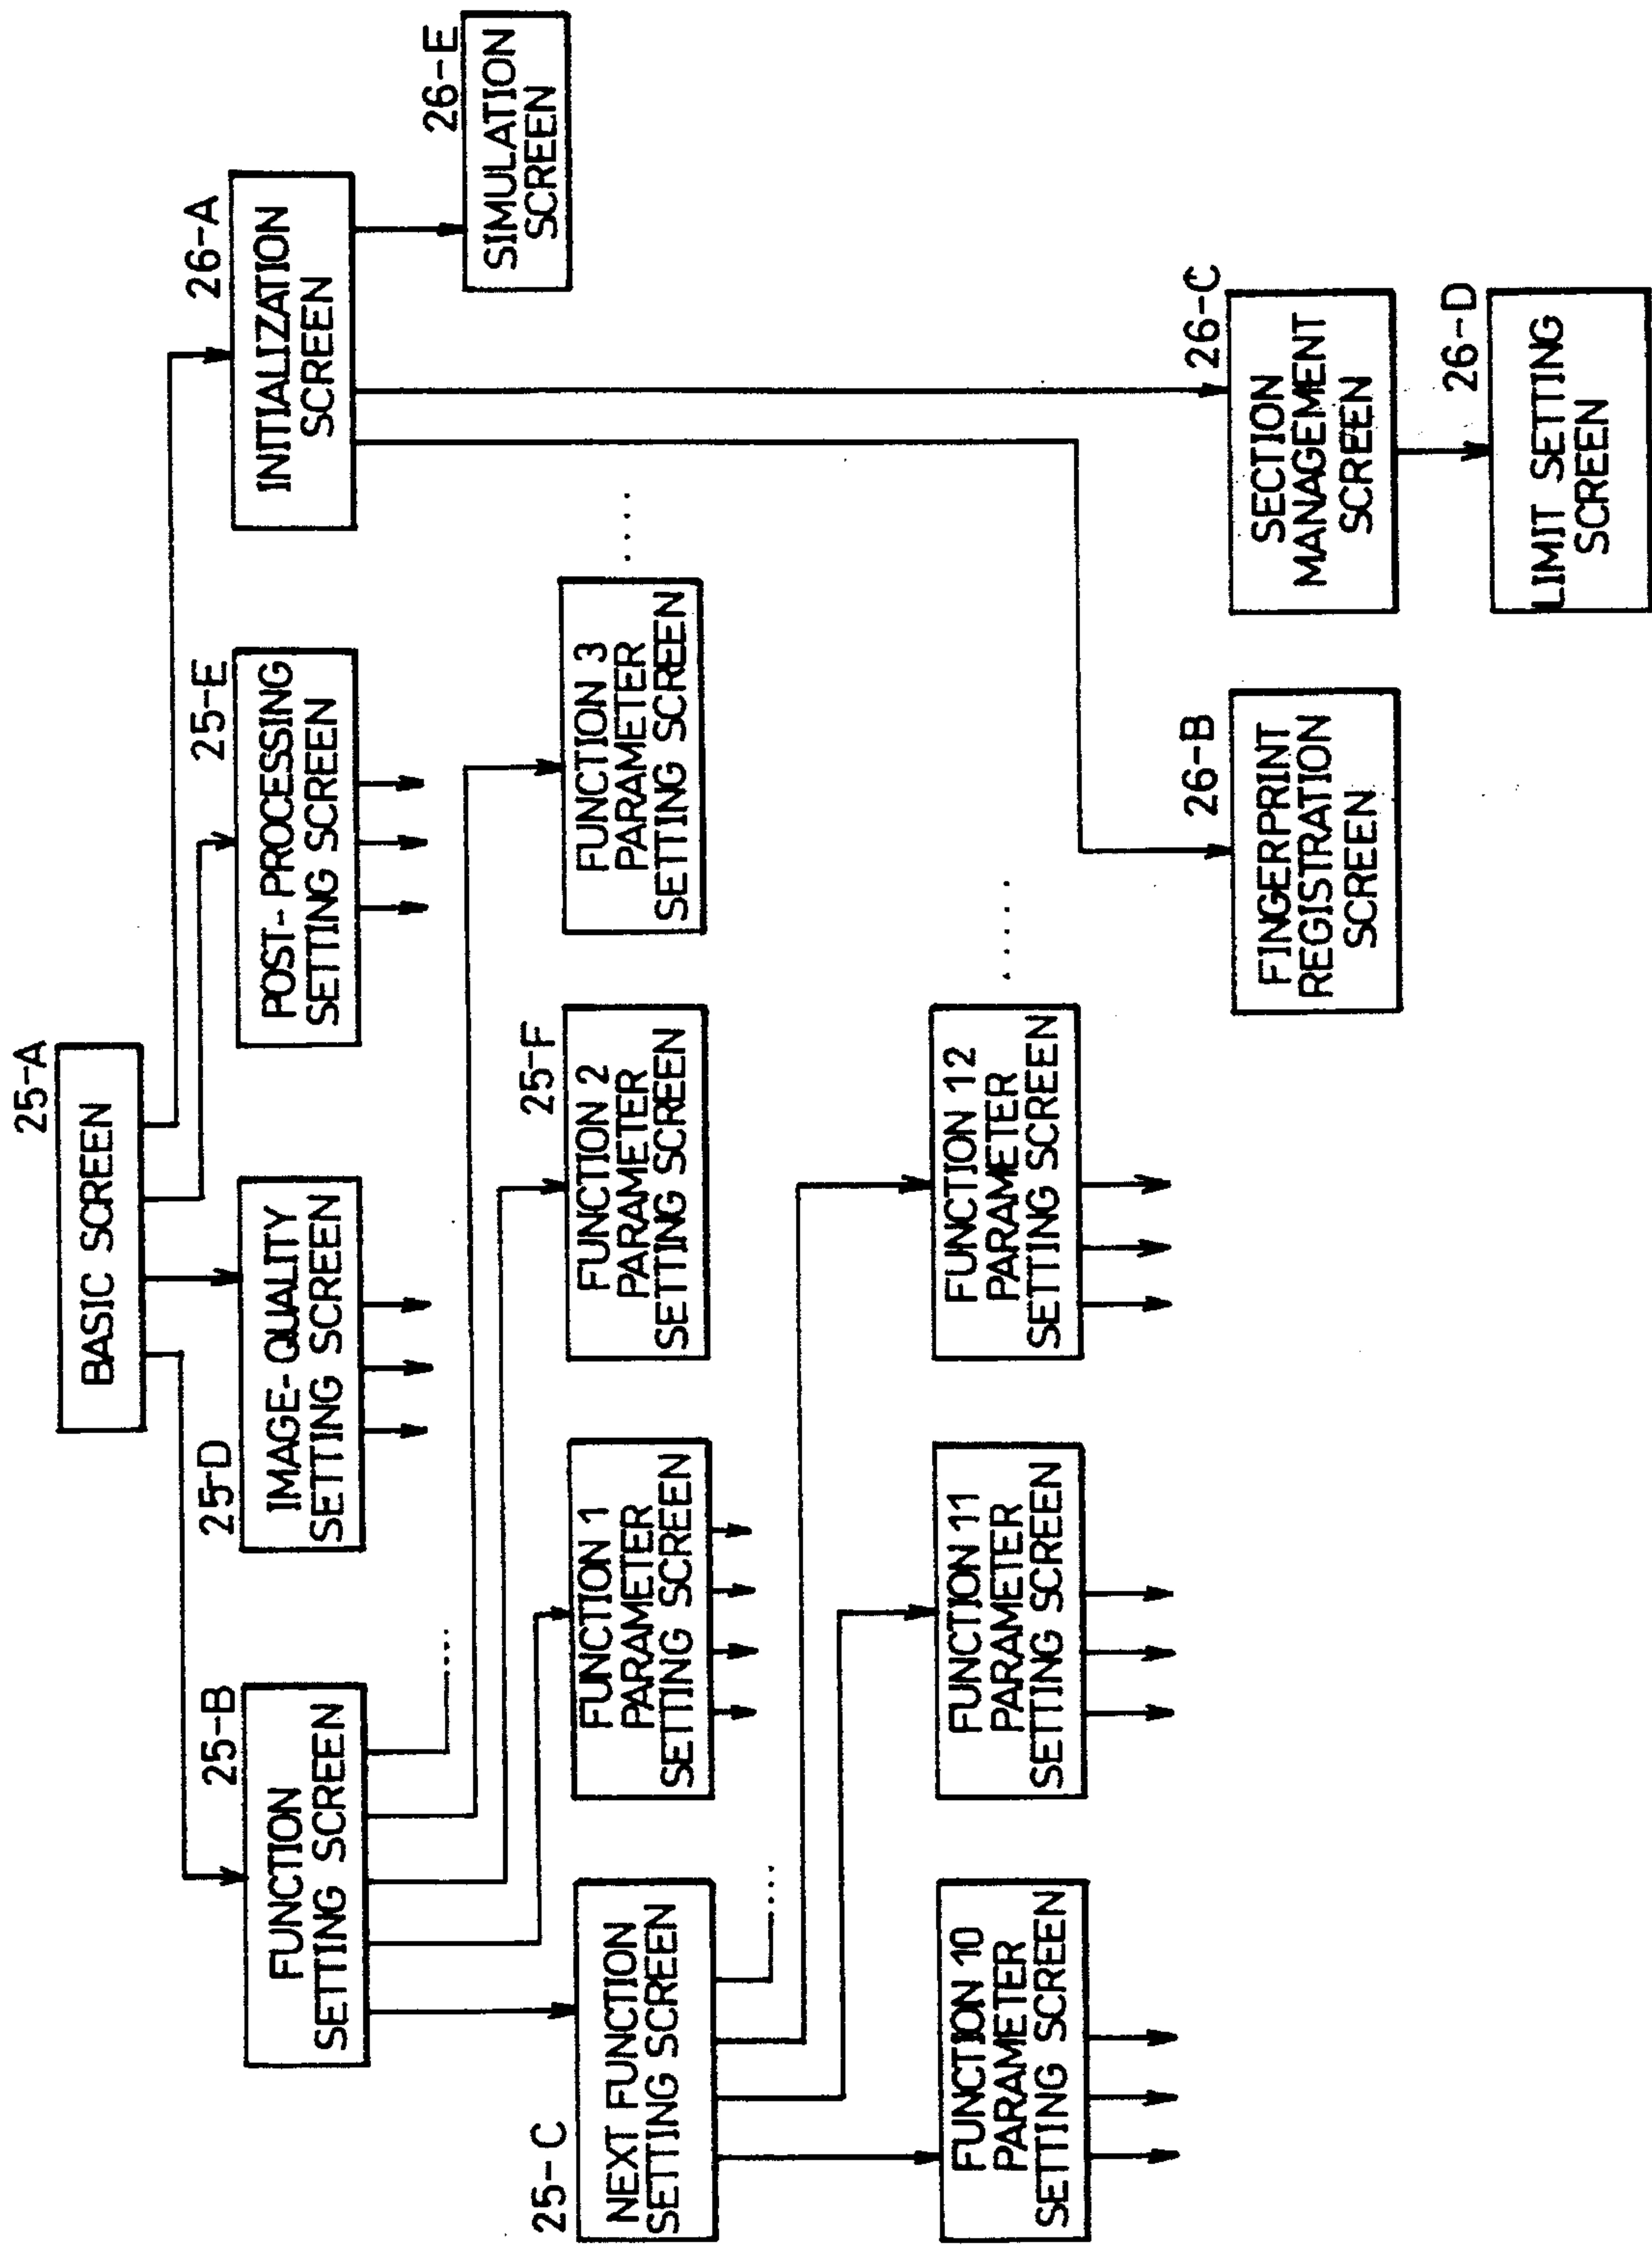 25-A
BASIC SCREEN
25-B
FUNCTION
SETTING SCREEN
25-D
IMAGE-QUALITY
SETTING SCREEN
25-E
POST-PROCESSING
SETTING SCREEN
26-A
INITIALIZATION
SCREEN
26-E
SIMULATION
SCREEN
25-C
NEXT FUNCTION
SETTING SCREEN
FUNCTION 1
PARAMETER
SETTING SCREEN
25-F
FUNCTION 2
PARAMETER
SETTING SCREEN
FUNCTION 3
PARAMETER
SETTING SCREEN
FUNCTION 10
PARAMETER
SETTING SCREEN
FUNCTION 11
PARAMETER
SETTING SCREEN
FUNCTION 12
PARAMETER
SETTING SCREEN
26-B
FINGERPRINT
REGISTRATION
SCREEN
26-C
SECTION
MANAGEMENT
SCREEN
26-D
LIMIT SETTING
SCREEN